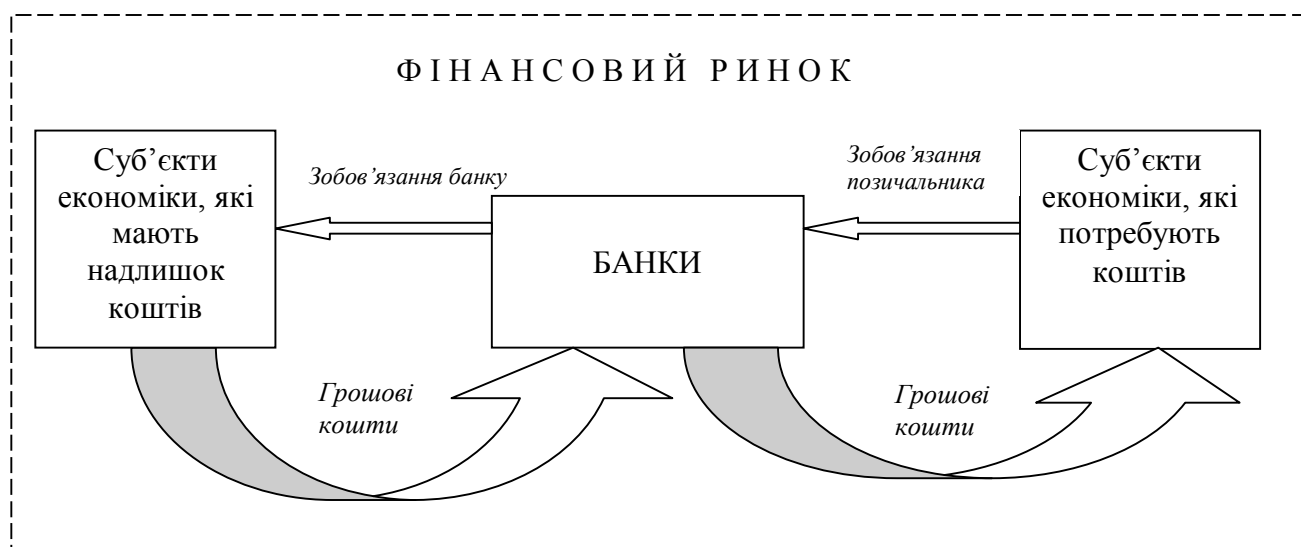 ФІНАНСОВИЙ РИНОК
Суб’єкти
економіки, які
мають
надлишок
коштів
Зобов’язання банку
БАНКИ
Зобов’язання
позичальника
Суб’єкти
економіки, які
потребують
коштів
Грошові
кошти
Грошові
кошти